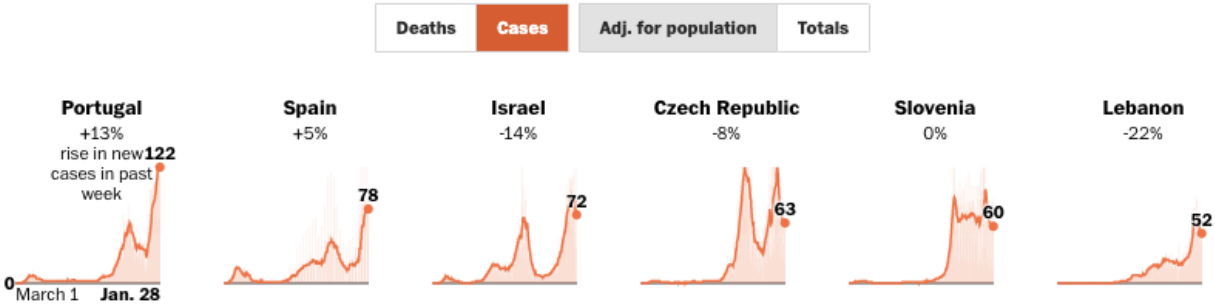 Deaths Cases Adj. for population Totals
Portugal Spain Israel Czech Republic Slovenia Lebanon
+13% +5% -14% -8% 0% -22%
rise in new 122
cases in past
week
78
72
63
60
52
0
March 1 Jan. 28